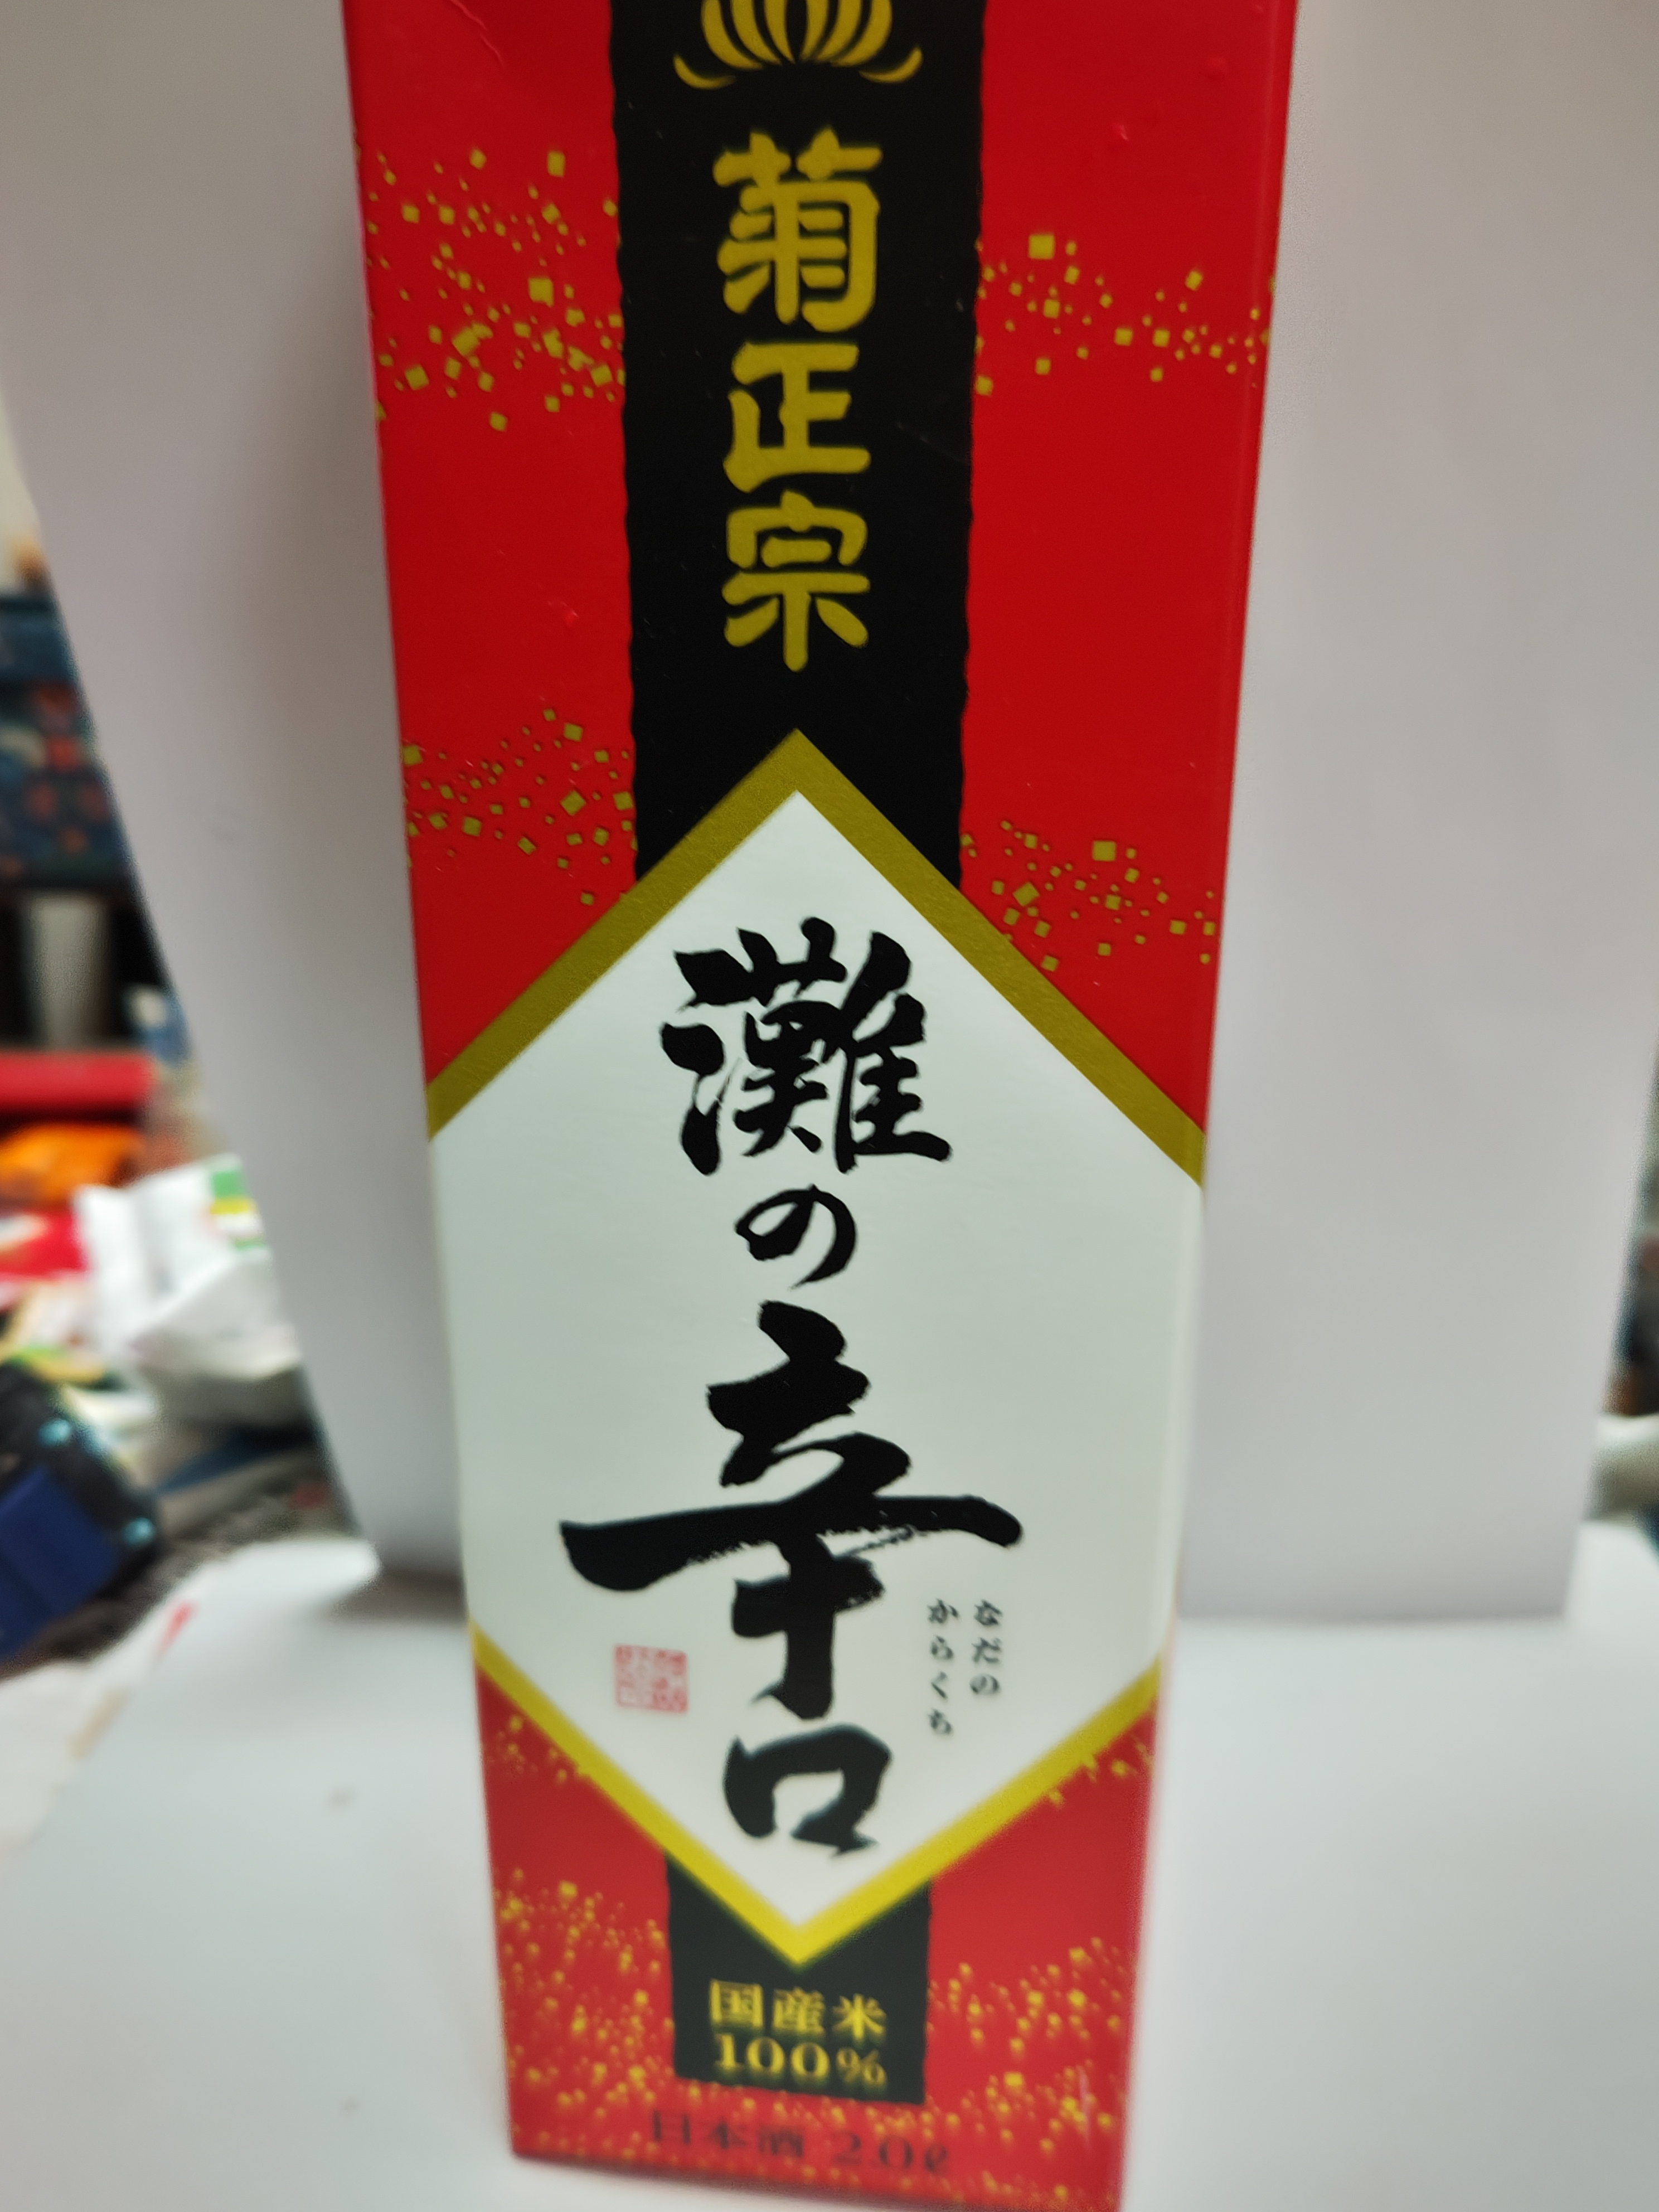 菊正宗
灘の辛口
なだの
からくち
国産米
100%
日本酒 2.0ℓ